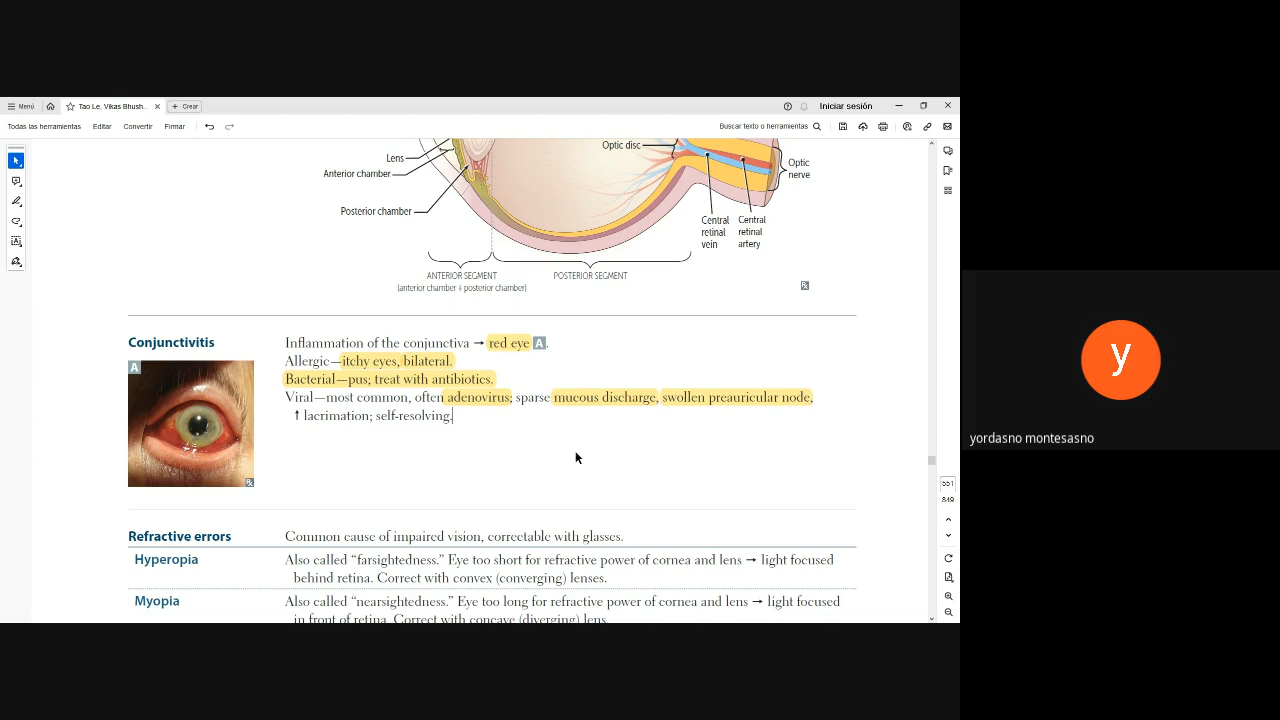 Menú
Tao Le, Vikas Bhush...
Crear
Iniciar sesión
Todas las herramientas
Editar
Convertir
Firmar
Buscar texto o herramientas
Lens
Anterior chamber
Posterior chamber
Optic disc
Optic
nerve
Central
retinal
vein
Central
retinal
artery
ANTERIOR SEGMENT
(anterior chamber + posterior chamber)
POSTERIOR SEGMENT
Conjunctivitis
A
Inflammation of the conjunctiva → red eye A.
Allergic—itchy eyes, bilateral.
Bacterial—pus; treat with antibiotics.
Viral—most common, often adenovirus; sparse mucous discharge, swollen preauricular node,
↑ lacrimation; self-resolving.
Refractive errors
Common cause of impaired vision, correctable with glasses.
Hyperopia
Also called “farsightedness.” Eye too short for refractive power of cornea and lens → light focused
behind retina. Correct with convex (converging) lenses.
Myopia
Also called “nearsightedness.” Eye too long for refractive power of cornea and lens → light focused
in front of retina. Correct with concave (diverging) lens.
551
849
y
yordasno montesasno